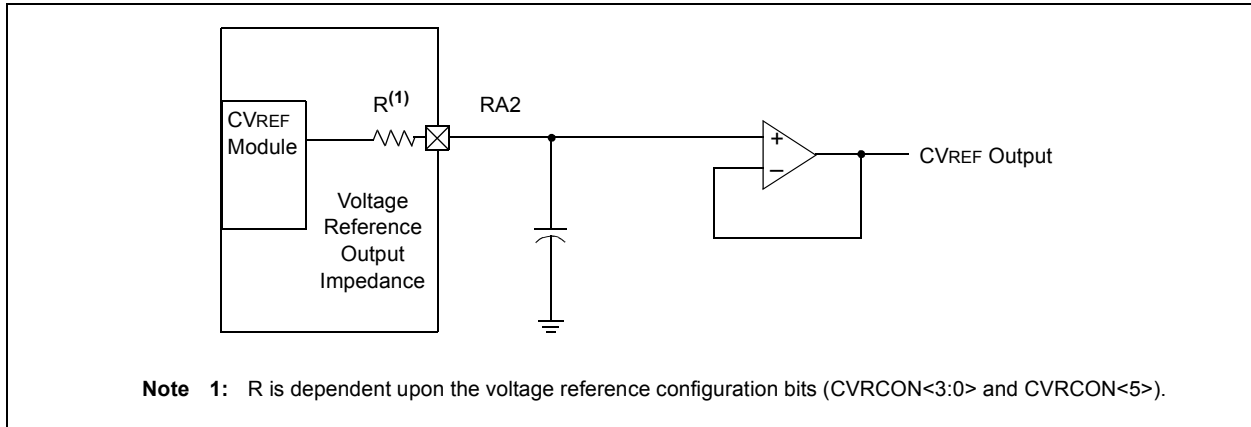 R(1)
RA2
CVREF
Module
+
–
CVREF Output
Voltage
Reference
Output
Impedance
Note 1: R is dependent upon the voltage reference configuration bits (CVRCON<3:0> and CVRCON<5>).